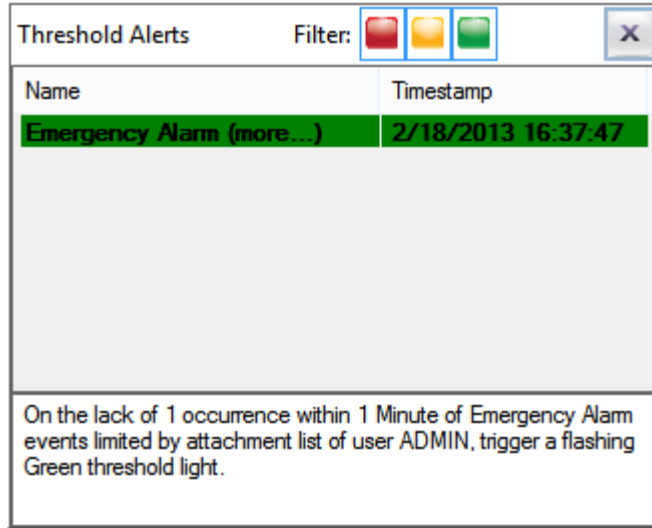 Threshold Alerts Filter: x
Name Timestamp
Emergency Alarm (more...) 2/18/2013 16:37:47
On the lack of 1 occurrence within 1 Minute of Emergency Alarm
events limited by attachment list of user ADMIN, trigger a flashing
Green threshold light.